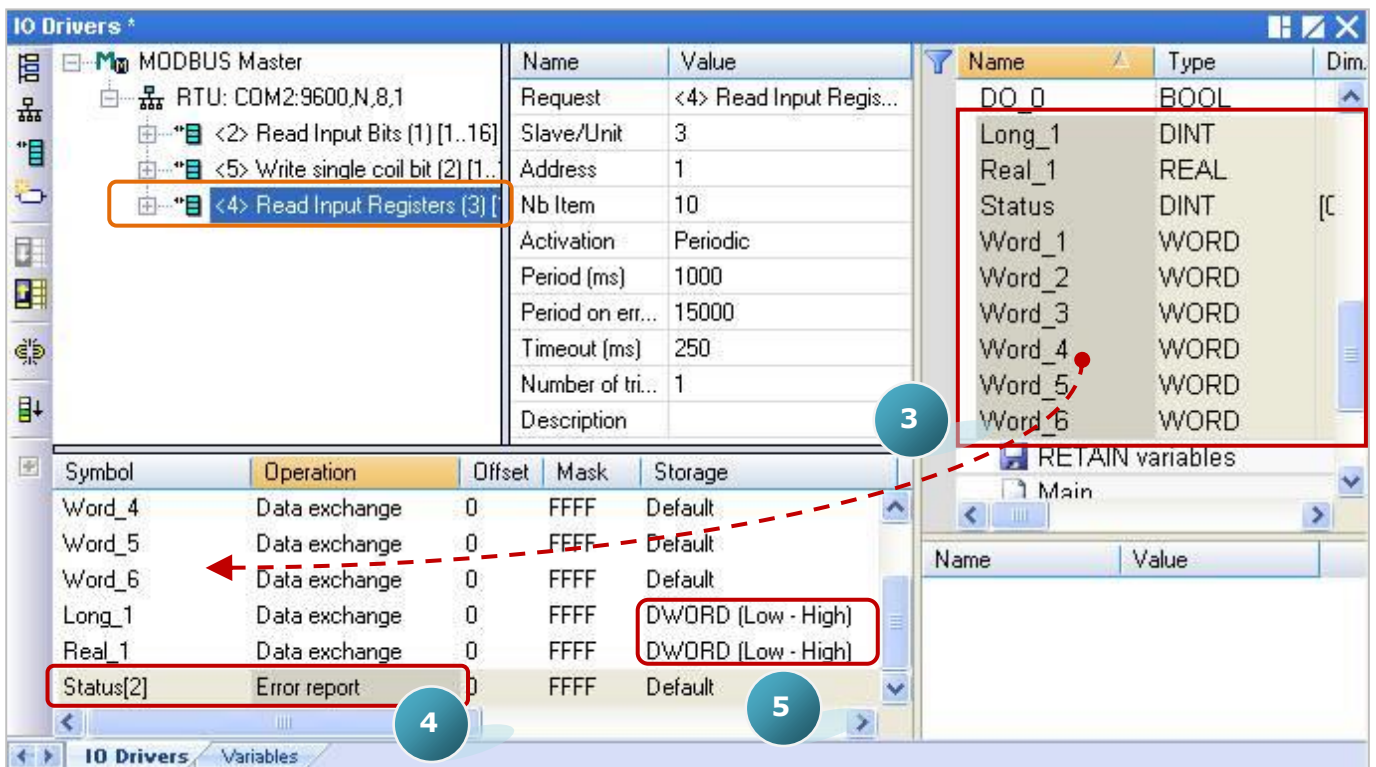 IO Drivers *
MODBUS Master
RTU: COM2:9600,N,8,1
<2> Read Input Bits (1) [1..16]
<5> Write single coil bit (2) [1..1
<4> Read Input Registers (3) [
Name Value
Request <4> Read Input Regis...
Slave/Unit 3
Address 1
Nb Item 10
Activation Periodic
Period (ms) 1000
Period on err... 15000
Timeout (ms) 250
Number of tri... 1
Description
Name Type Dim.
DO_0 BOOL
Long_1 DINT
Real_1 REAL
Status DINT [0
Word_1 WORD
Word_2 WORD
Word_3 WORD
Word_4 WORD
Word_5 WORD
Word_6 WORD
RETAIN variables
Main
3
Symbol Operation Offset Mask Storage
Word_4 Data exchange 0 FFFF Default
Word_5 Data exchange 0 FFFF Default
Word_6 Data exchange 0 FFFF Default
Long_1 Data exchange 0 FFFF DWORD (Low - High)
Real_1 Data exchange 0 FFFF DWORD (Low - High)
Status[2] Error report 0 FFFF Default
4
5
Name Value
IO Drivers Variables